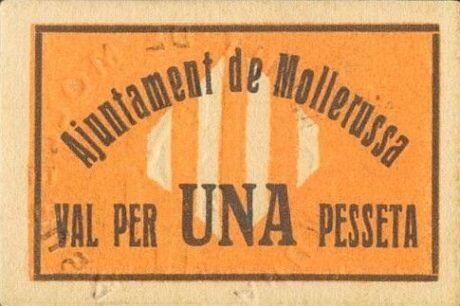 Ajuntament de Mollerussa
VAL PER UNA PESSETA